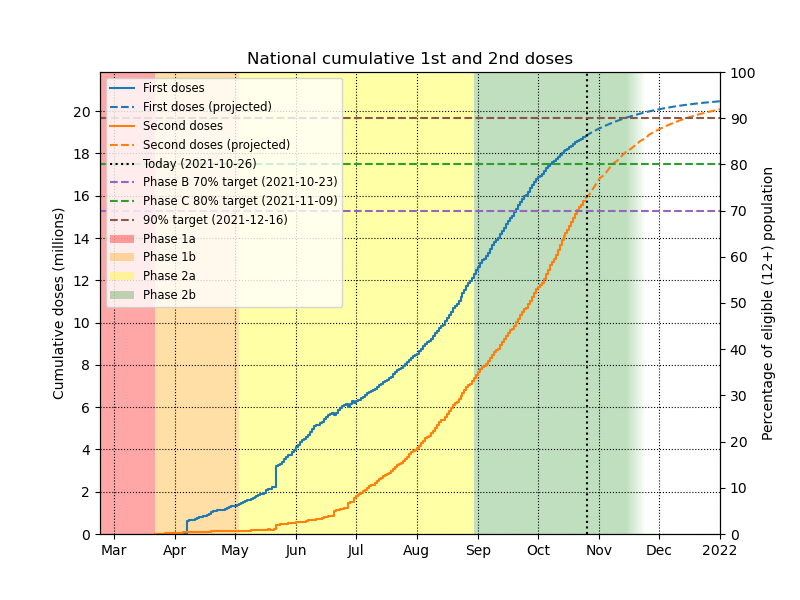 National cumulative 1st and 2nd doses
First doses
First doses (projected)
Second doses
Second doses (projected)
Today (2021-10-26)
Phase B 70% target (2021-10-23)
Phase C 80% target (2021-11-09)
90% target (2021-12-16)
Phase 1a
Phase 1b
Phase 2a
Phase 2b
Cumulative doses (millions)
20
18
16
14
12
10
8
6
4
2
0
Mar Apr May Jun Jul Aug Sep Oct Nov Dec 2022
100
90
80
70
60
50
40
30
20
10
0
Percentage of eligible (12+) population